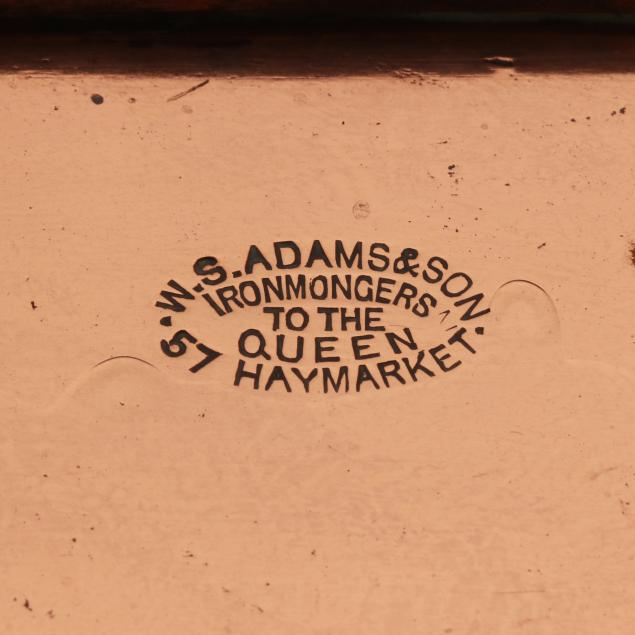 ·W.S.ADAMS&SON.
IRONMONGERS
TO THE
QUEEN
57 HAYMARKET.